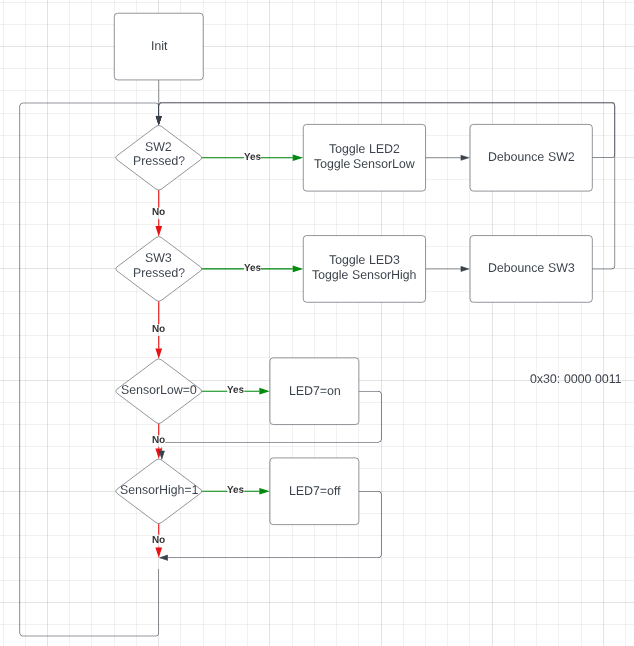 Init
SW2
Pressed?
Yes
Toggle LED2
Toggle SensorLow
Debounce SW2
No
SW3
Pressed?
Yes
Toggle LED3
Toggle SensorHigh
Debounce SW3
No
SensorLow=0
Yes
LED7=on
0x30: 0000 0011
No
SensorHigh=1
Yes
LED7=off
No